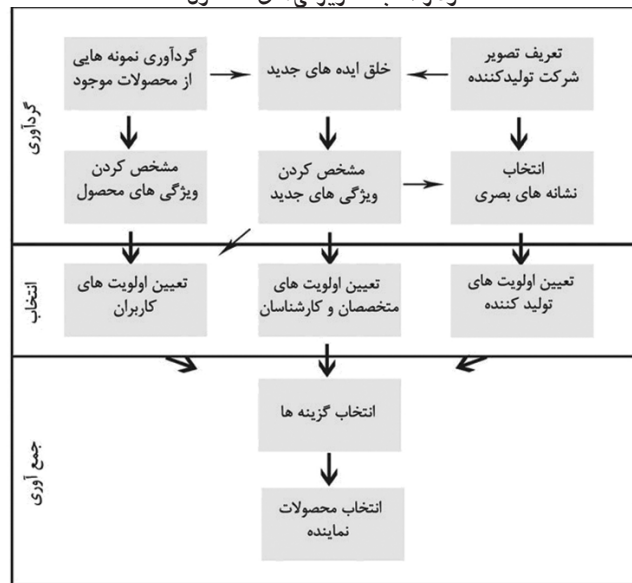 گردآوری
تعریف تصویر
شرکت تولیدکننده
خلق ایده های جدید
گردآوری نمونه هایی
از محصولات موجود
انتخاب
نشانه های بصری
مشخص کردن
ویژگی های جدید
مشخص کردن
ویژگی های محصول
انتخاب
تعیین اولویت های
تولید کننده
تعیین اولویت های
متخصصان و کارشناسان
تعیین اولویت های
کاربران
جمع آوری
انتخاب گزینه ها
انتخاب محصولات
نماینده